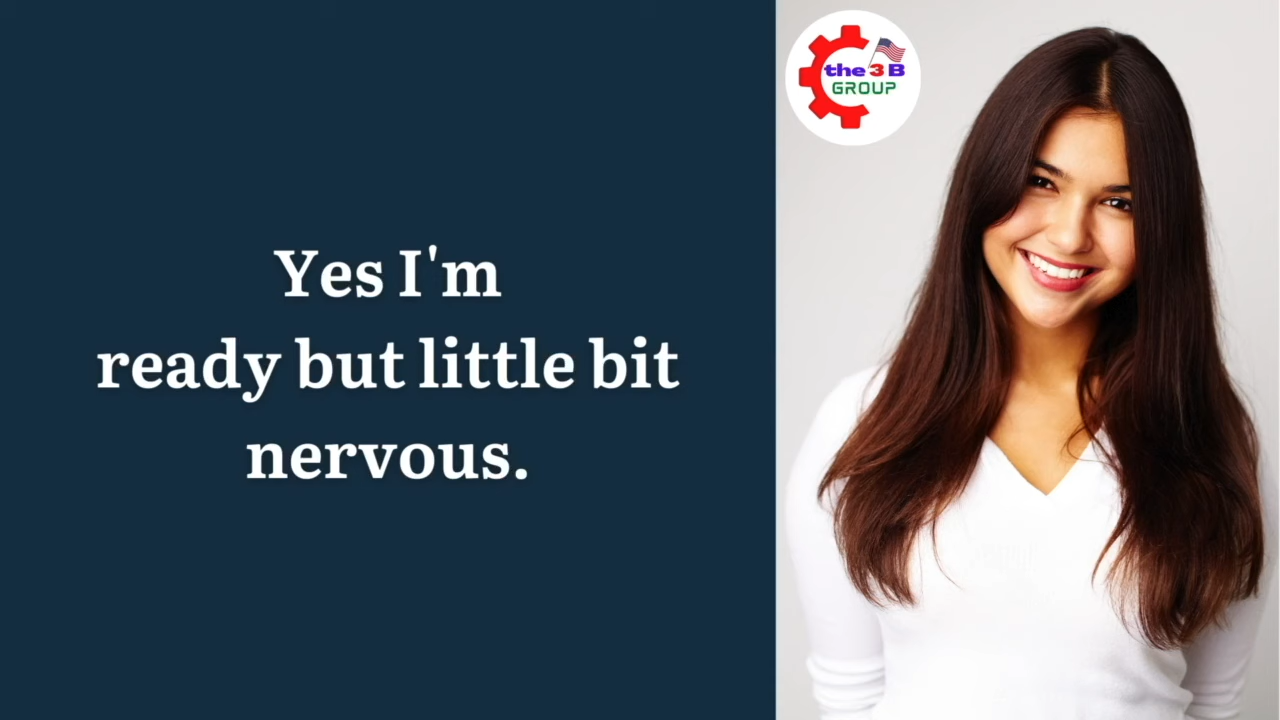 Yes I'm
ready but little bit
nervous.
the 3 B
GROUP